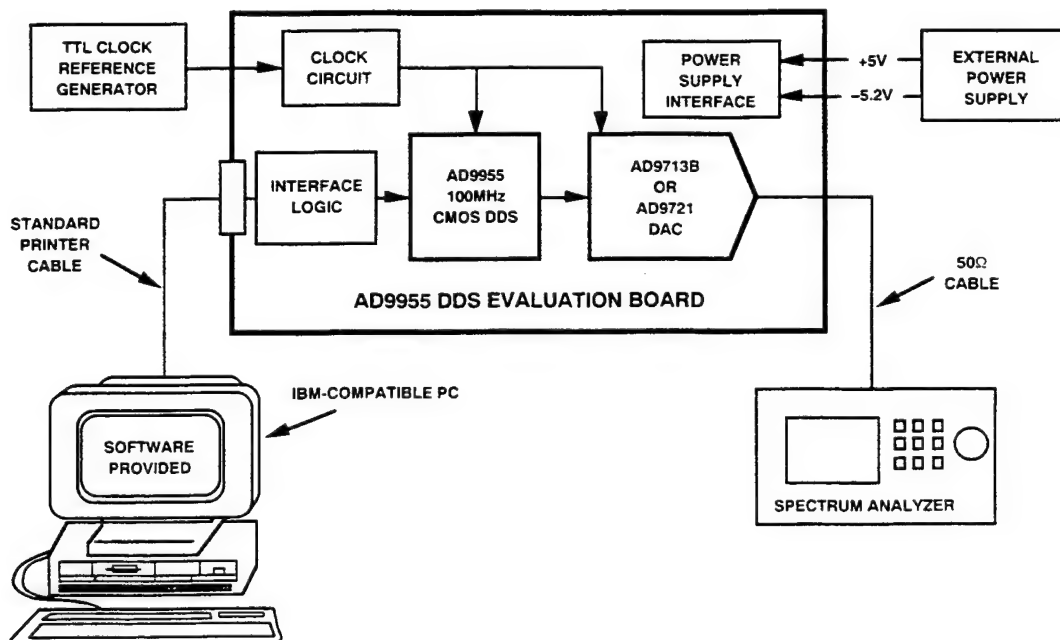 TTL CLOCK
REFERENCE
GENERATOR
CLOCK
CIRCUIT
POWER
SUPPLY
INTERFACE
+5V
–5.2V
EXTERNAL
POWER
SUPPLY
INTERFACE
LOGIC
AD9955
100MHz
CMOS DDS
AD9713B
OR
AD9721
DAC
STANDARD
PRINTER
CABLE
AD9955 DDS EVALUATION BOARD
50Ω
CABLE
IBM-COMPATIBLE PC
SOFTWARE
PROVIDED
SPECTRUM ANALYZER